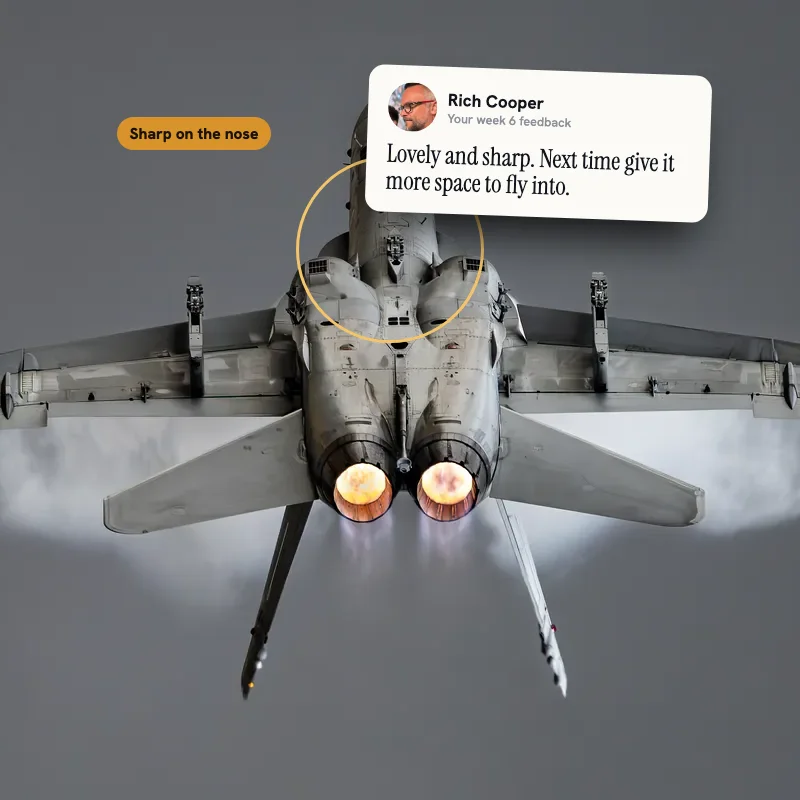 Sharp on the nose
Rich Cooper
Your week 6 feedback
Lovely and sharp. Next time give it
more space to fly into.